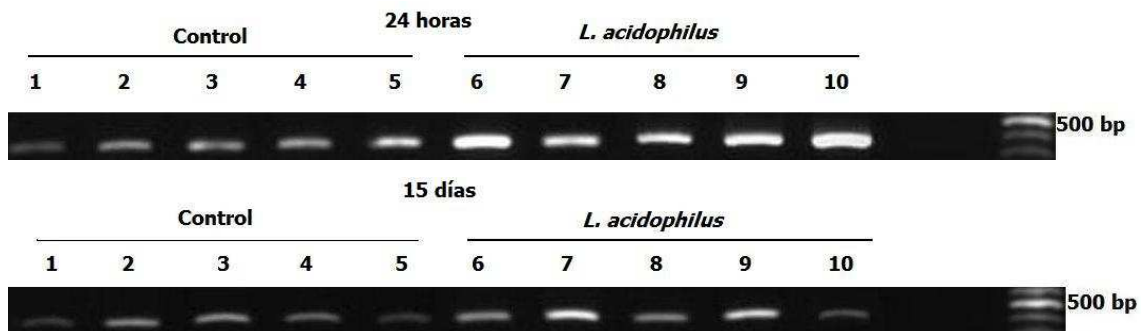 24 horas
Control L. acidophilus
1 2 3 4 5 6 7 8 9 10
500 bp
15 días
Control L. acidophilus
1 2 3 4 5 6 7 8 9 10
500 bp